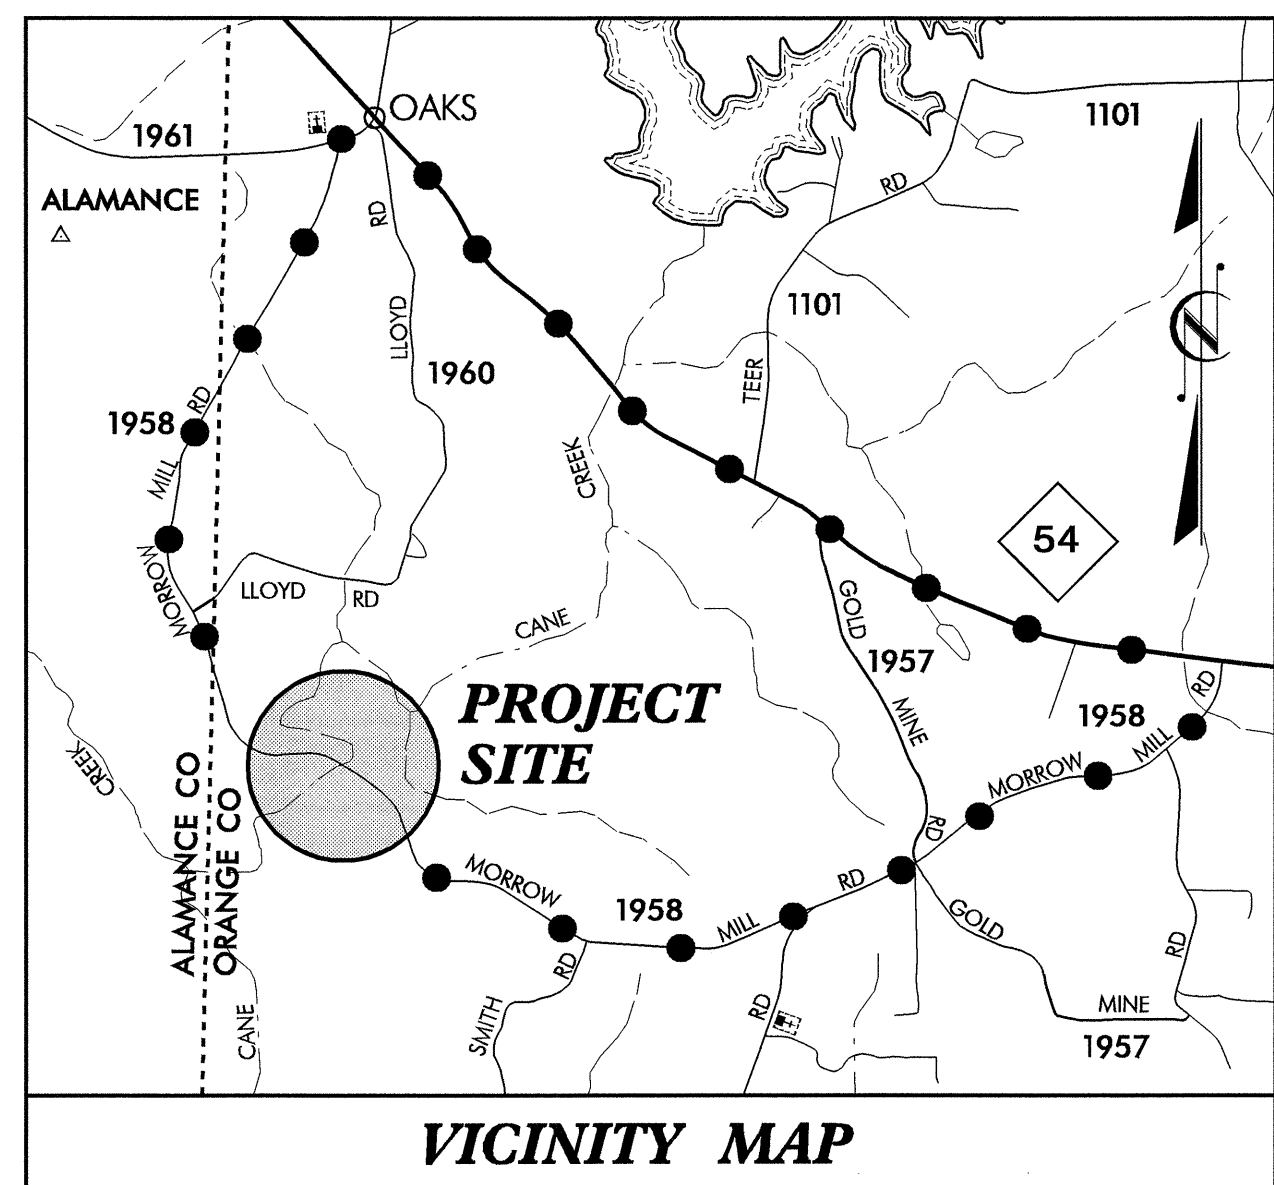 OAKS
1961
1101
ALAMANCE
RD
RD
LLOYD
1960
1101
TEER
1958
RD
MILL
MORROW
CREEK
54
LLOYD
RD
CANE
GOLD
1957
MINE
RD
PROJECT
SITE
1958
RD
MILL
MORROW
CREEK
ALAMANCE CO
ORANGE CO
MORROW
1958
MILL
RD
GOLD
RD
RD
SMITH
RD
CANE
MINE
1957
N
VICINITY MAP